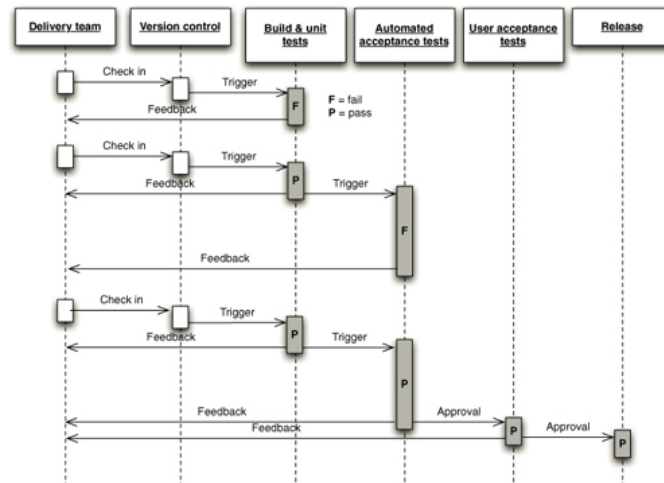 Delivery team
Version control
Build & unit
tests
Automated
acceptance tests
User acceptance
tests
Release
Check in
Trigger
Feedback
F
F = fail
P = pass
Check in
Trigger
Feedback
P
Trigger
F
Feedback
Check in
Trigger
Feedback
P
Trigger
P
Feedback
Approval
Feedback
P
Approval
P